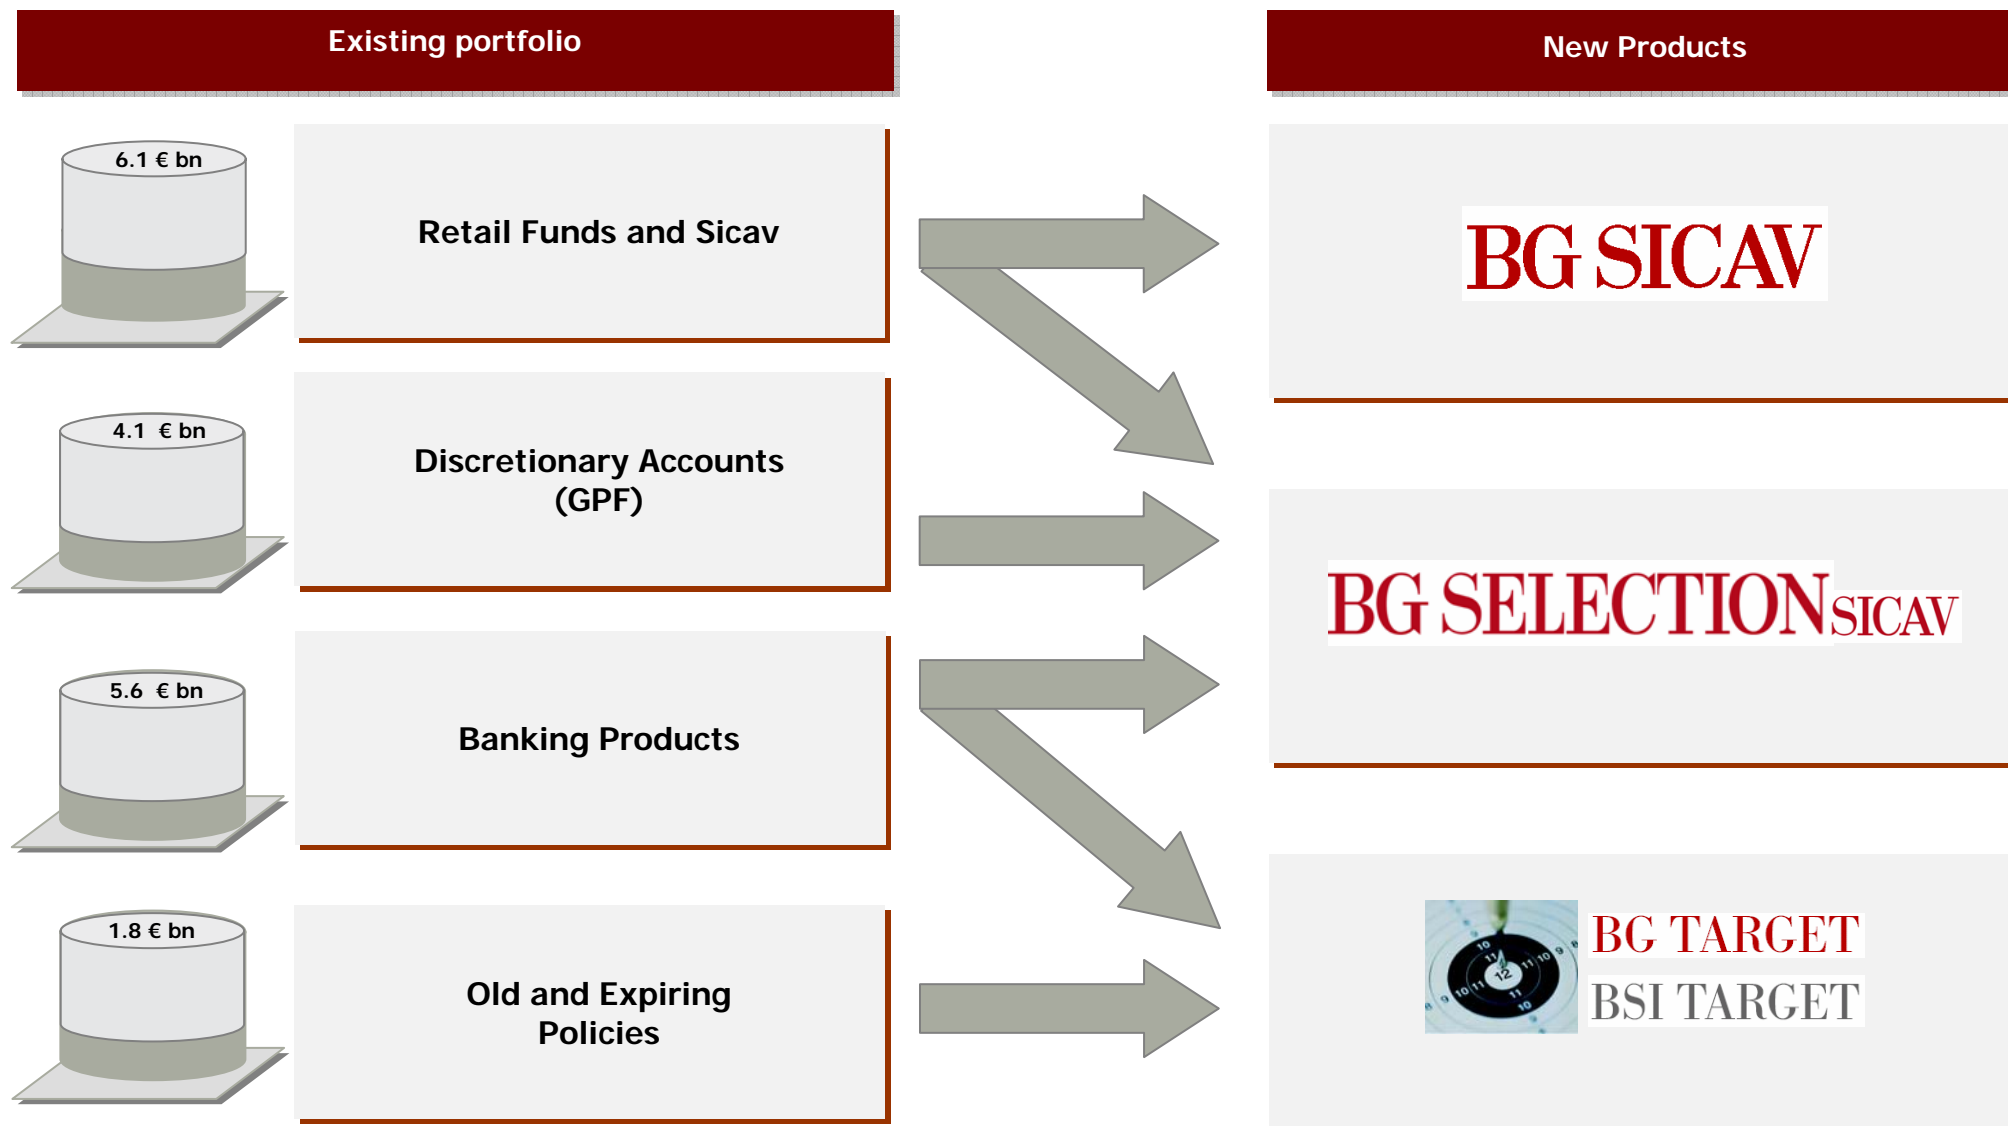 Existing portfolio
New Products
6.1 € bn
Retail Funds and Sicav
BG SICAV
4.1 € bn
Discretionary Accounts
(GPF)
BG SELECTION SICAV
5.6 € bn
Banking Products
1.8 € bn
Old and Expiring
Policies
BG TARGET
BSI TARGET